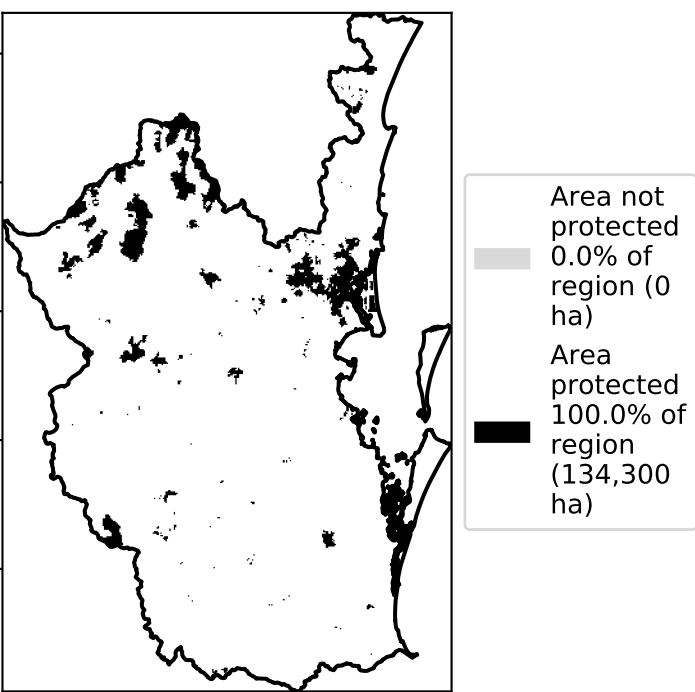 Area not
protected
0.0% of
region (0
ha)
Area
protected
100.0% of
region
(134,300
ha)